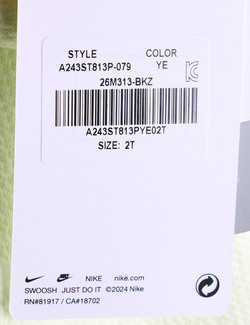 STYLE COLOR
A243ST813P-079 YE
26M313-BKZ
A243ST813PYE02T
SIZE: 2T
NIKE nike.com
SWOOSH JUST DO IT ©2024 Nike
RN#81917 / CA#18702